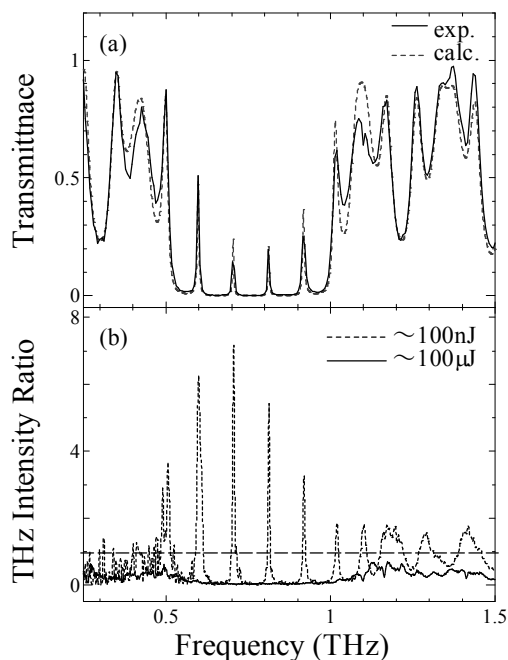 (a)
exp.
calc.
1
0.5
0
Transmittnace
(b)
~100nJ
~100μJ
8
4
0
THz Intensity Ratio
0.5
1
1.5
Frequency (THz)